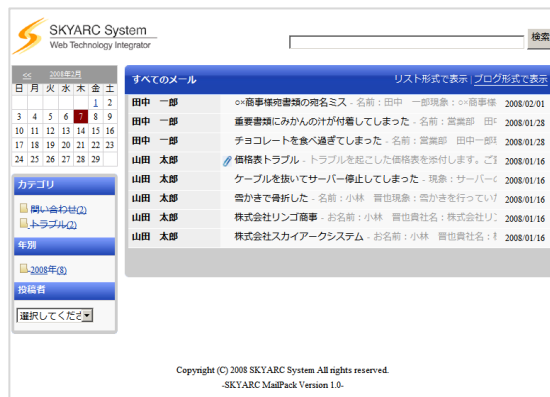 SKYARC System
Web Technology Integrator
検索
<< 2008年2月
日 月 火 水 木 金 土
1 2
3 4 5 6 7 8 9
10 11 12 13 14 15 16
17 18 19 20 21 22 23
24 25 26 27 28 29
カテゴリ
問い合わせ(2)
トラブル(2)
年別
2008年(8)
投稿者
選択してくださ
すべてのメール リスト形式で表示 | ブログ形式で表示
田中 一郎 ○×商事様宛書類の宛名ミス - 名前：田中 一郎現象：○×商事様 2008/02/01
田中 一郎 重要書類にみかんの汁が付着してしまった - 名前：営業部 田中 2008/01/28
田中 一郎 チョコレートを食べ過ぎてしまった - 名前：営業部 田中一郎 2008/01/28
山田 太郎 価格表トラブル - トラブルを起こした価格表を添付します。ご 2008/01/16
山田 太郎 ケーブルを抜いてサーバー停止してしまった - 現象：サーバー 2008/01/16
山田 太郎 雪かきで骨折した - 名前：小林 晋也現象：雪かきを行ってい 2008/01/16
山田 太郎 株式会社リンゴ商事 - お名前：小林 晋也貴社名：株式会社リン 2008/01/16
山田 太郎 株式会社スカイアークシステム - お名前：小林 晋也貴社名： 2008/01/16
Copyright (C) 2008 SKYARC System All rights reserved.
-SKYARC MailPack Version 1.0-